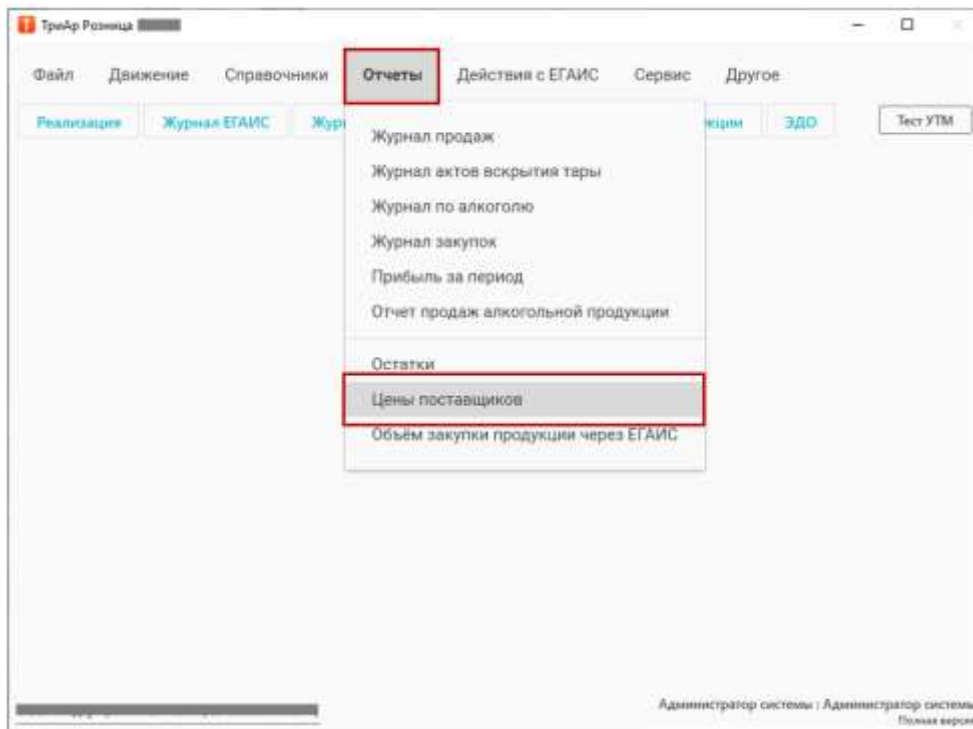 ТриАр Розница
Файл Движение Справочники Отчеты Действия с ЕГАИС Сервис Другое
Реализация Журнал ЕГАИС ЭДО Тест УТМ
Журнал продаж
Журнал актов вскрытия тары
Журнал по алкоголю
Журнал закупок
Прибыль за период
Отчет продаж алкогольной продукции
Остатки
Цены поставщиков
Объём закупки продукции через ЕГАИС
Администратор системы : Администратор системы
Полная версия